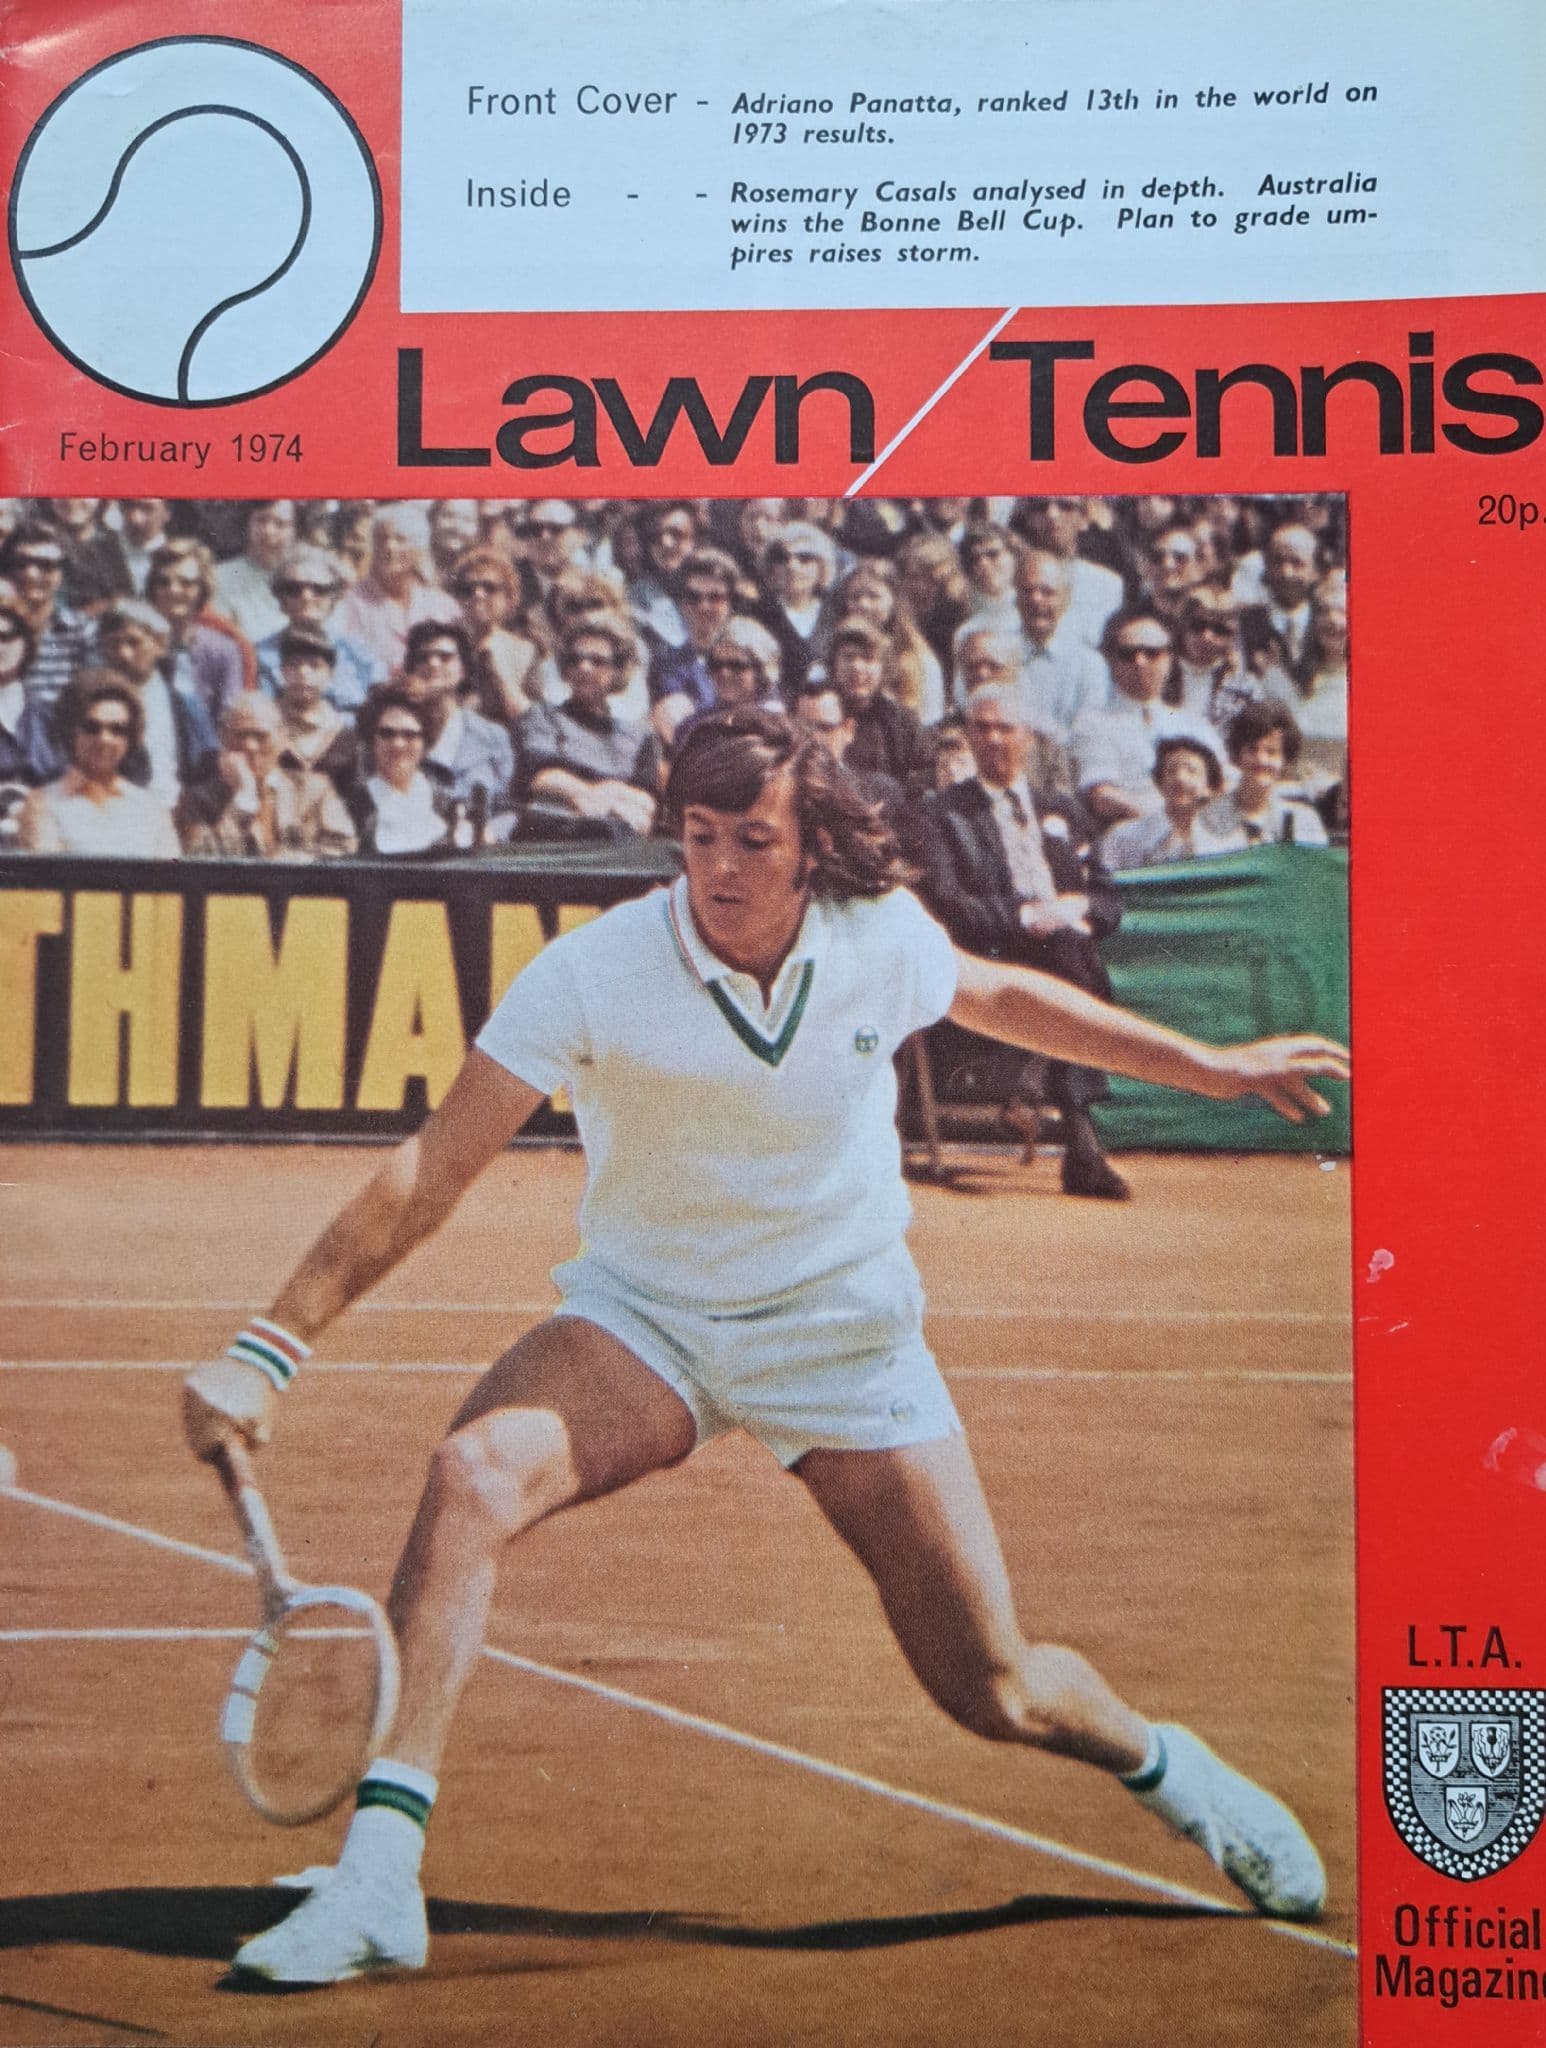 Front Cover - Adriano Panatta, ranked 13th in the world on
1973 results.
Inside - - Rosemary Casals analysed in depth. Australia
wins the Bonne Bell Cup. Plan to grade um-
pires raises storm.
February 1974
Lawn/Tennis
20p.
THMAN
L.T.A.
Official
Magazine